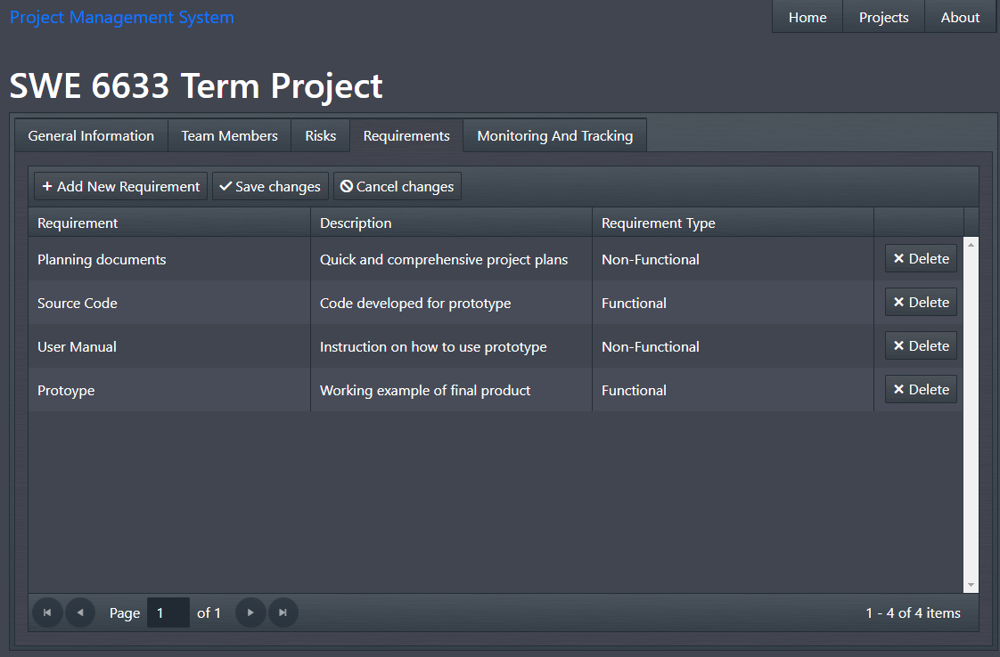 Project Management System
Home Projects About
SWE 6633 Term Project
General Information Team Members Risks Requirements Monitoring And Tracking
Add New Requirement Save changes Cancel changes
Requirement Description Requirement Type
Planning documents Quick and comprehensive project plans Non-Functional Delete
Source Code Code developed for prototype Functional Delete
User Manual Instruction on how to use prototype Non-Functional Delete
Protoype Working example of final product Functional Delete
Page 1 of 1 1 - 4 of 4 items